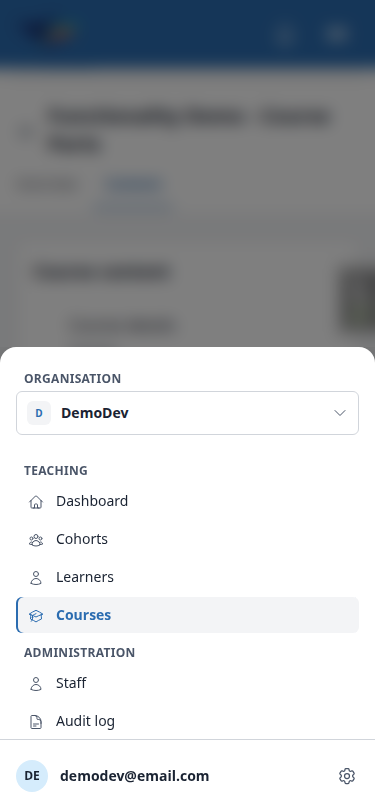 ORGANISATION
D DemoDev
TEACHING
Dashboard
Cohorts
Learners
Courses
ADMINISTRATION
Staff
Audit log
DE demodev@email.com